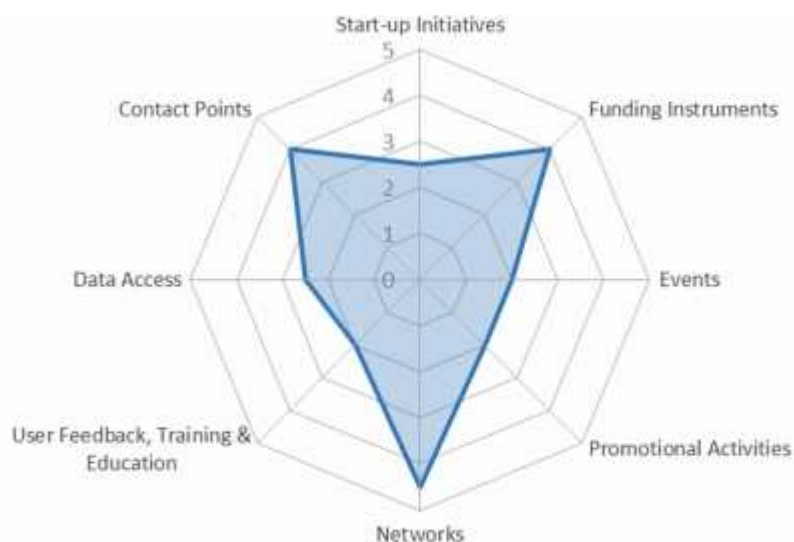 Start-up Initiatives
5
Contact Points
4
Funding Instruments
3
2
1
Data Access
0
Events
User Feedback, Training &
Education
Promotional Activities
Networks